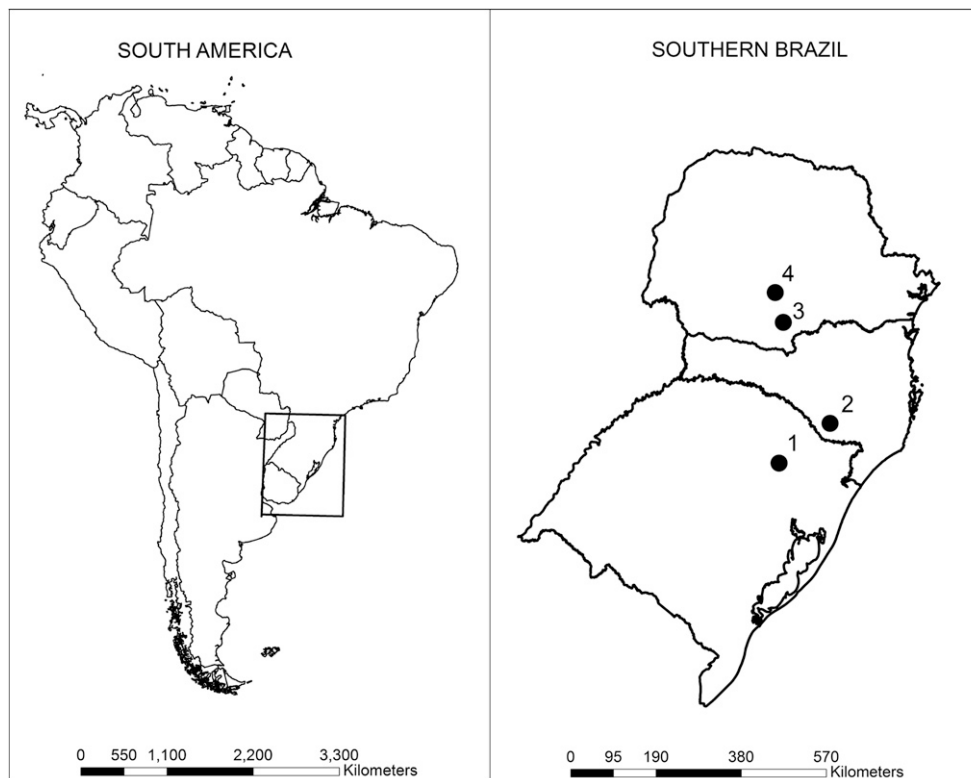 SOUTH AMERICA
0 550 1,100 2,200 3,300
Kilometers
SOUTHERN BRAZIL
4
3
2
1
0 95 190 380 570
Kilometers